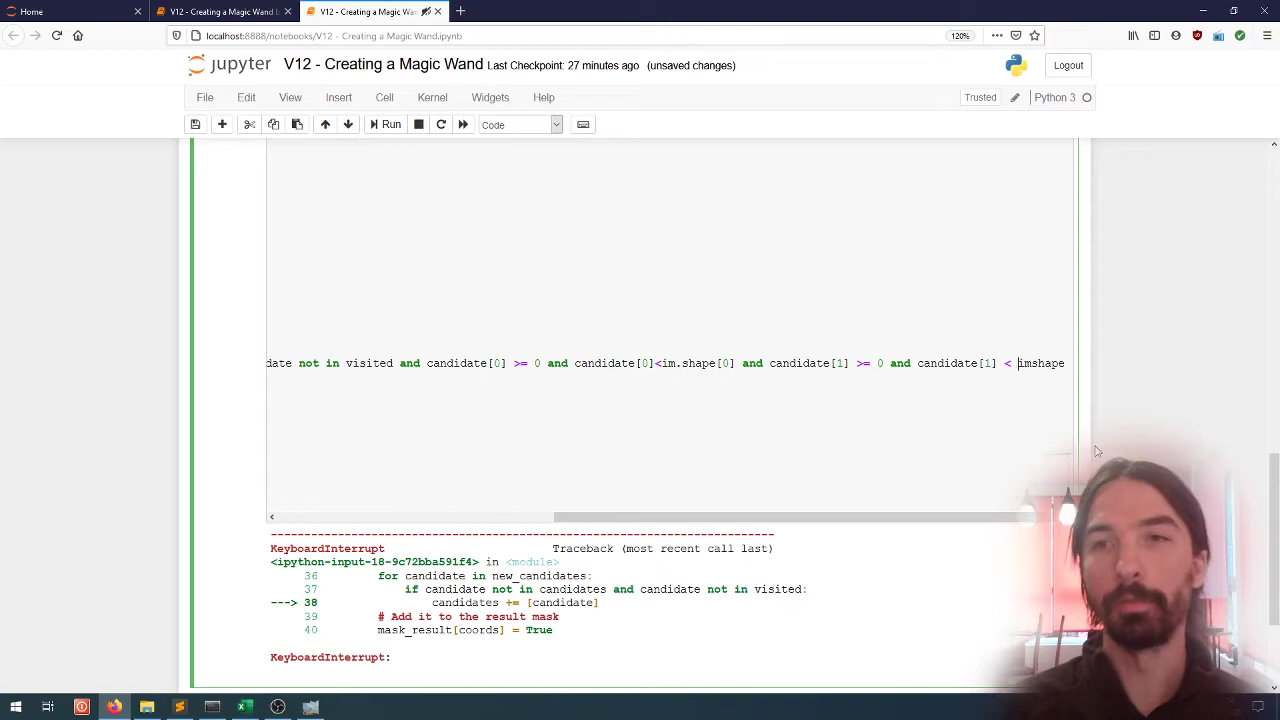 Home
V12 - Creating a Magic Wand
V12 - Creating a Magic Wan
localhost:8888/notebooks/V12 - Creating a Magic Wand.ipynb
120%
jupyter V12 - Creating a Magic Wand Last Checkpoint: 27 minutes ago (unsaved changes)
Logout
File Edit View Insert Cell Kernel Widgets Help
Trusted
Python 3
Run
Code
date not in visited and candidate[0] >= 0 and candidate[0]<im.shape[0] and candidate[1] >= 0 and candidate[1] < imshape
---------------------------------------------------------------------------
KeyboardInterrupt Traceback (most recent call last)
<ipython-input-18-9c72bba591f4> in <module>
36 for candidate in new_candidates:
37 if candidate not in candidates and candidate not in visited:
---> 38 candidates += [candidate]
39 # Add it to the result mask
40 mask_result[coords] = True
KeyboardInterrupt: